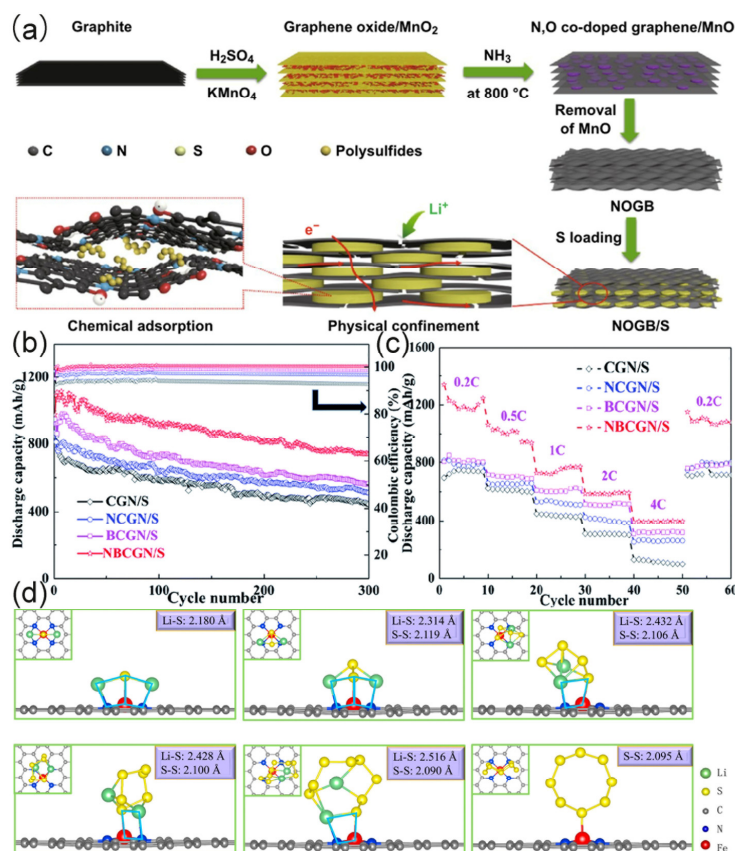 (a)
Graphite
Graphene oxide/MnO2
N,O co-doped graphene/MnO
H2SO4
KMnO4
NH3
at 800 °C
Removal
of MnO
C
N
S
O
Polysulfides
NOGB
e−
Li+
S loading
Chemical adsorption
Physical confinement
NOGB/S
(b)
Discharge capacity (mAh/g)
1200
800
400
0
100
80
60
40
20
Coulombic efficiency (%)
CGN/S
NCGN/S
BCGN/S
NBCGN/S
0
100
200
300
Cycle number
(c)
Discharge capacity (mAh/g)
1600
1200
800
400
0
0.2C
0.5C
1C
2C
4C
0.2C
CGN/S
NCGN/S
BCGN/S
NBCGN/S
0
10
20
30
40
50
60
Cycle number
(d)
Li-S: 2.180 Å
Li-S: 2.314 Å
S-S: 2.119 Å
Li-S: 2.432 Å
S-S: 2.106 Å
Li-S: 2.428 Å
S-S: 2.100 Å
Li-S: 2.516 Å
S-S: 2.090 Å
S-S: 2.095 Å
Li
S
C
N
Fe